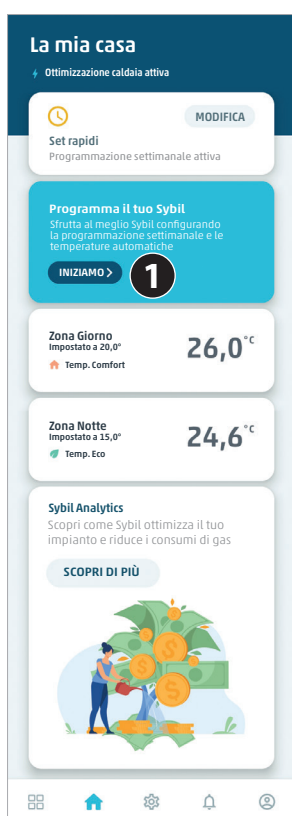 La mia casa
Ottimizzazione caldaia attiva
MODIFICA
Set rapidi
Programmazione settimanale attiva
Programma il tuo Sybil
Sfrutta al meglio Sybil configurando
la programmazione settimanale e le
temperature automatiche
INIZIAMO >
1
Zona Giorno
Impostato a 20,0°
Temp. Comfort
26,0°C
Zona Notte
Impostato a 15,0°
Temp. Eco
24,6°C
Sybil Analytics
Scopri come Sybil ottimizza il tuo
impianto e riduce i consumi di gas
SCOPRI DI PIÙ